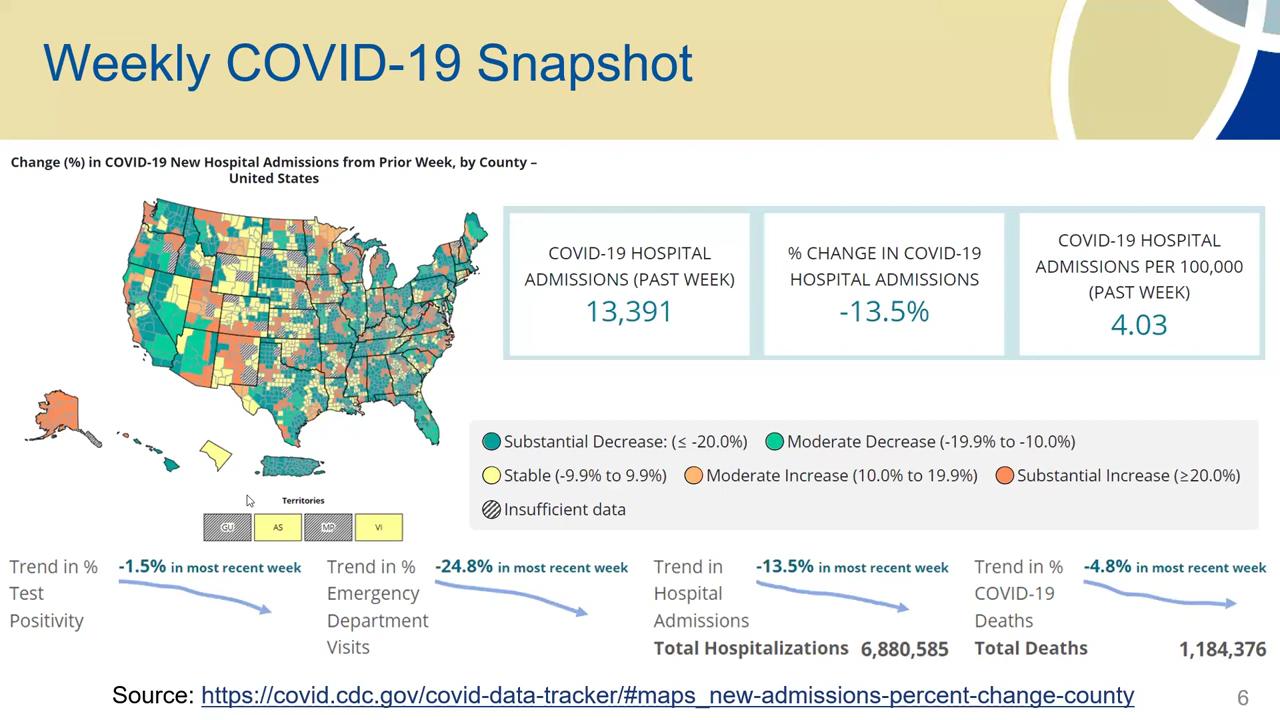 Weekly COVID-19 Snapshot
Change (%) in COVID-19 New Hospital Admissions from Prior Week, by County –
United States
COVID-19 HOSPITAL
ADMISSIONS (PAST WEEK)
13,391
% CHANGE IN COVID-19
HOSPITAL ADMISSIONS
-13.5%
COVID-19 HOSPITAL
ADMISSIONS PER 100,000
(PAST WEEK)
4.03
Substantial Decrease: (≤ -20.0%)
Moderate Decrease (-19.9% to -10.0%)
Stable (-9.9% to 9.9%)
Moderate Increase (10.0% to 19.9%)
Substantial Increase (≥20.0%)
Insufficient data
Territories
GU
AS
MP
VI
Trend in %
Test
Positivity
-1.5% in most recent week
Trend in %
Emergency
Department
Visits
-24.8% in most recent week
Trend in
Hospital
Admissions
-13.5% in most recent week
Total Hospitalizations 6,880,585
Trend in %
COVID-19
Deaths
-4.8% in most recent week
Total Deaths 1,184,376
Source: https://covid.cdc.gov/covid-data-tracker/#maps_new-admissions-percent-change-county
6